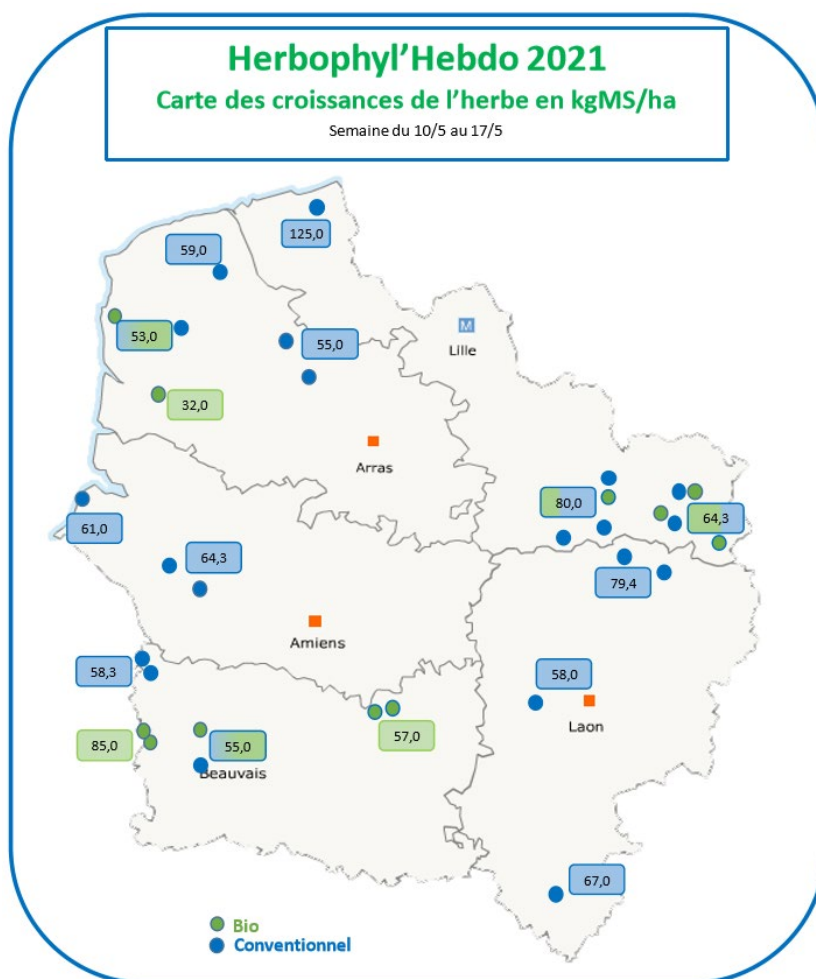 Herbophyl’Hebdo 2021
Carte des croissances de l’herbe en kgMS/ha
Semaine du 10/5 au 17/5
125,0
59,0
53,0
55,0
M
Lille
32,0
Arras
80,0
64,3
61,0
64,3
79,4
Amiens
58,3
58,0
Laon
85,0
55,0
57,0
Beauvais
67,0
Bio
Conventionnel